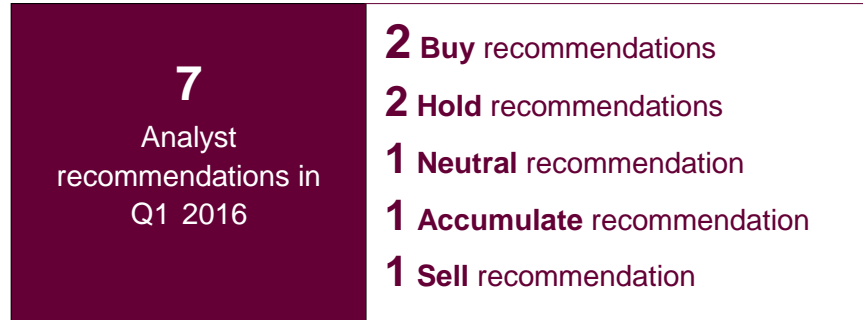 7
Analyst
recommendations in
Q1 2016
2 Buy recommendations
2 Hold recommendations
1 Neutral recommendation
1 Accumulate recommendation
1 Sell recommendation